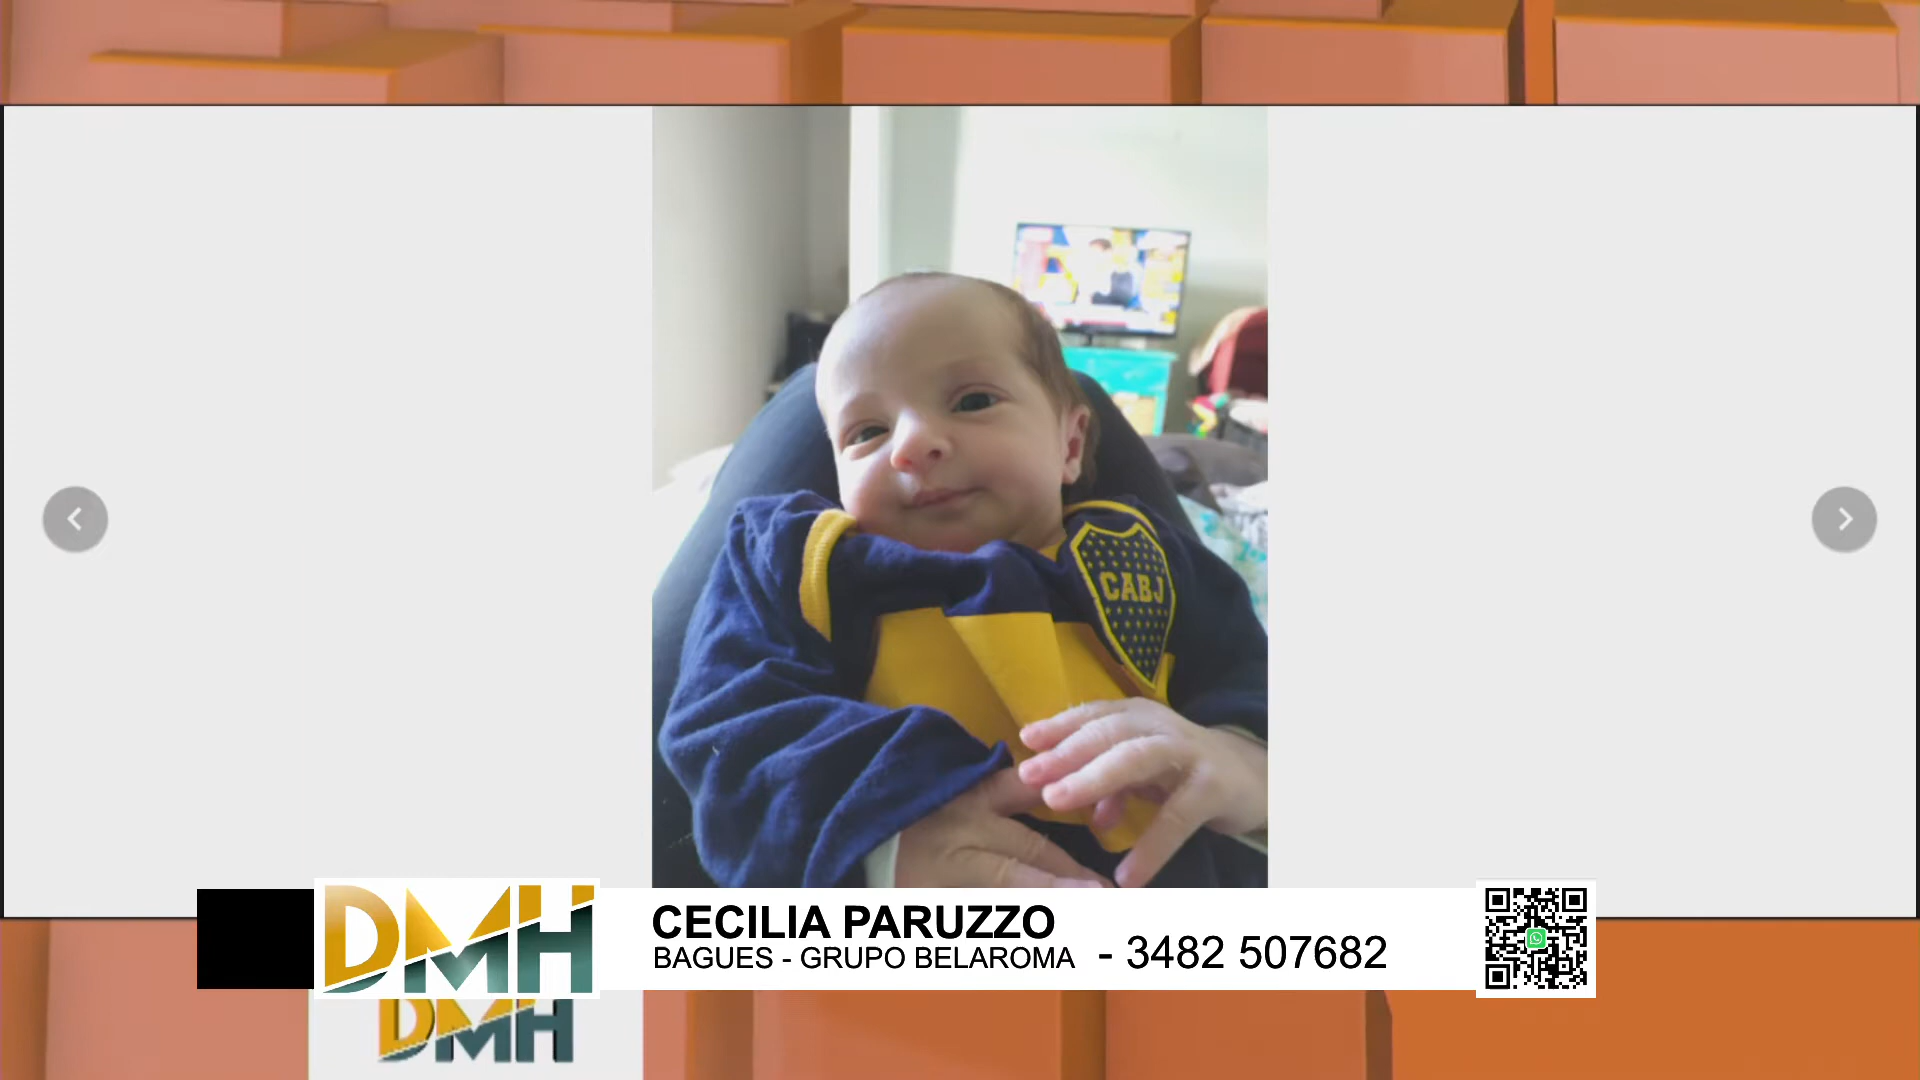 CABJ
DMH
CECILIA PARUZZO
BAGUES - GRUPO BELAROMA - 3482 507682
DMH